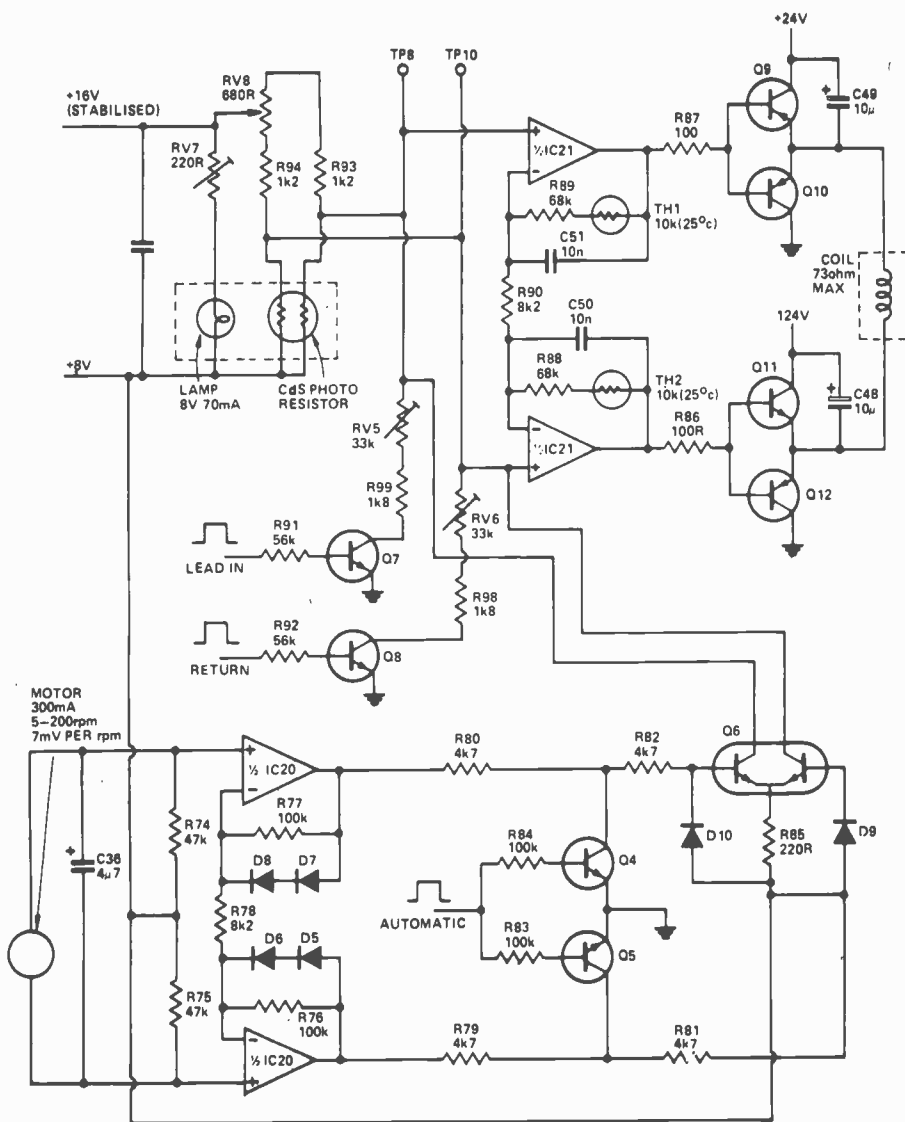 TP8
TP10
+24V
+16V
(STABILISED)
RV8
680R
RV7
220R
R94
1k2
R93
1k2
+
½IC21
−
R87
100
Q9
C49
10µ
+
Q10
R89
68k
TH1
10k(25°c)
C51
10n
R90
8k2
C50
10n
R88
68k
TH2
10k(25°c)
COIL
73ohm
MAX
124V
+8V
LAMP
8V 70mA
CdS PHOTO
RESISTOR
−
½IC21
+
R86
100R
Q11
C48
10µ
+
Q12
RV5
33k
R99
1k8
RV6
33k
R98
1k8
R91
56k
LEAD IN
Q7
R92
56k
RETURN
Q8
MOTOR
300mA
5–200rpm
7mV PER rpm
C36
4µ7
+
R74
47k
R75
47k
+
½ IC20
−
R77
100k
D8
D7
R78
8k2
D6
D5
R76
100k
−
½ IC20
+
R80
4k7
R82
4k7
Q6
D10
R85
220R
D9
R84
100k
Q4
AUTOMATIC
R83
100k
Q5
R79
4k7
R81
4k7